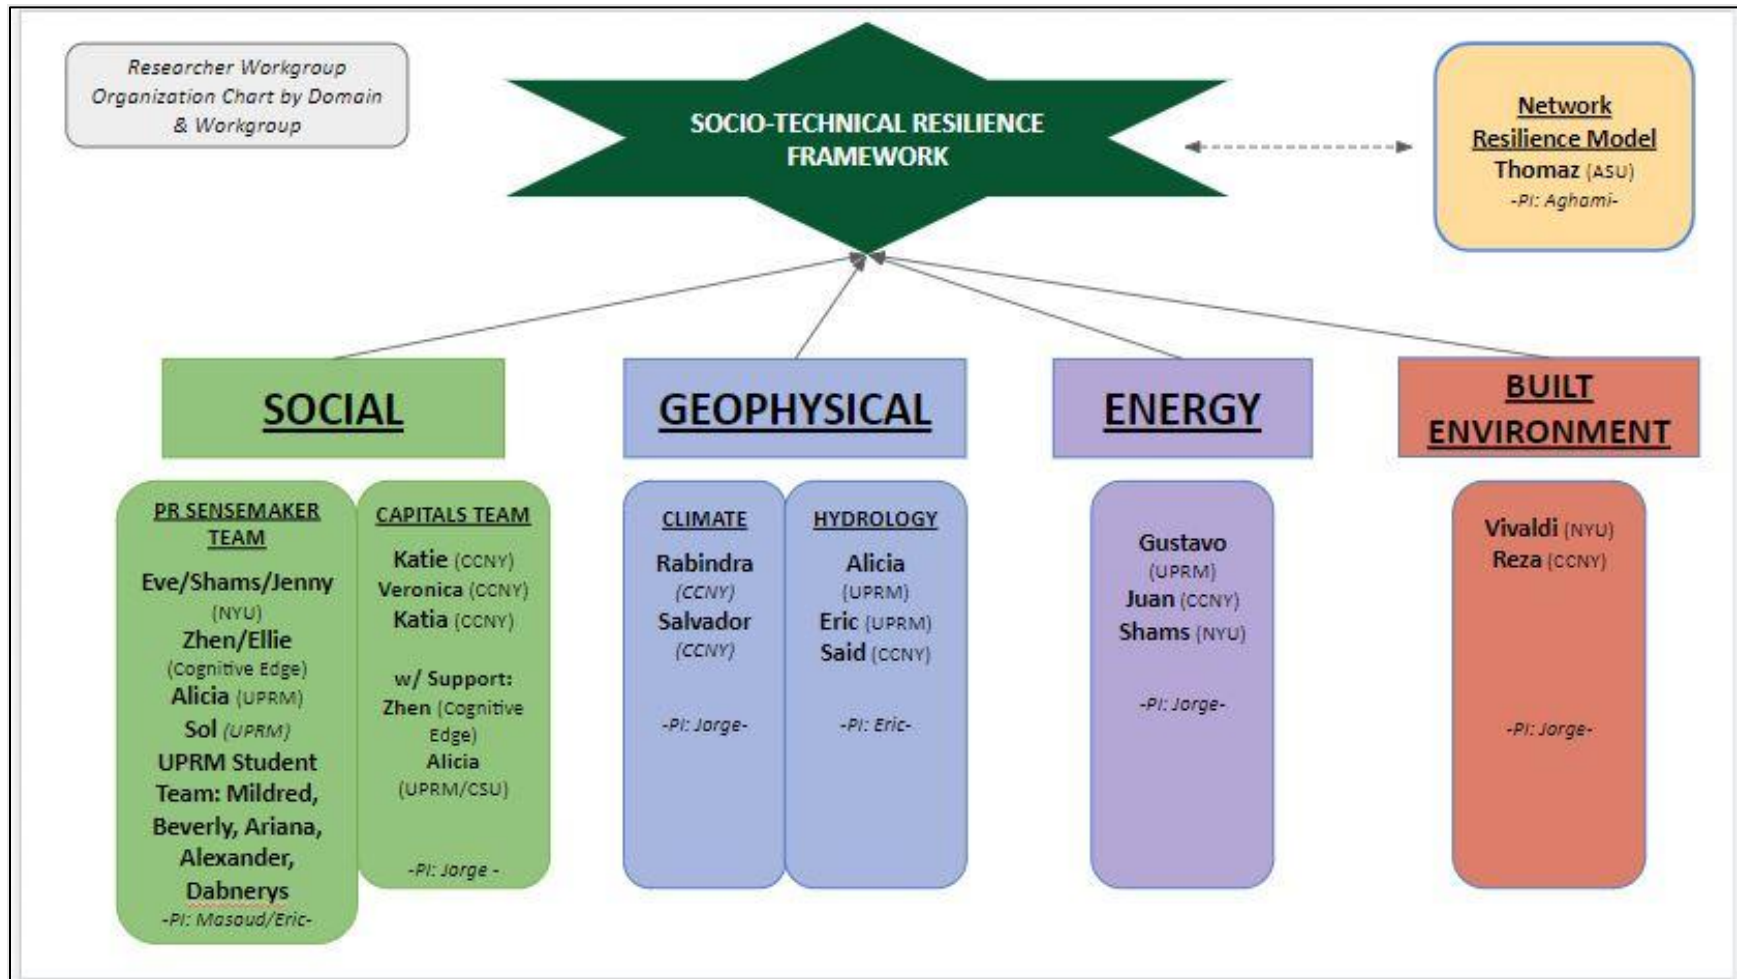 Researcher Workgroup
Organization Chart by Domain
& Workgroup
SOCIO-TECHNICAL RESILIENCE
FRAMEWORK
Network
Resilience Model
Thomaz (ASU)
-PI: Aghami-
SOCIAL
PR SENSEMAKER
TEAM
Eve/Shams/Jenny
(NYU)
Zhen/Ellie
(Cognitive Edge)
Alicia (UPRM)
Sol (UPRM)
UPRM Student
Team: Mildred,
Beverly, Ariana,
Alexander,
Dabnerys
-PI: Masoud/Eric-
CAPITALS TEAM
Katie (CCNY)
Veronica (CCNY)
Katia (CCNY)
w/ Support:
Zhen (Cognitive
Edge)
Alicia
(UPRM/CSU)
-PI: Jorge -
GEOPHYSICAL
CLIMATE
Rabindra
(CCNY)
Salvador
(CCNY)
-PI: Jorge-
HYDROLOGY
Alicia
(UPRM)
Eric (UPRM)
Said (CCNY)
-PI: Eric-
ENERGY
Gustavo
(UPRM)
Juan (CCNY)
Shams (NYU)
-PI: Jorge-
BUILT
ENVIRONMENT
Vivaldi (NYU)
Reza (CCNY)
-PI: Jorge-